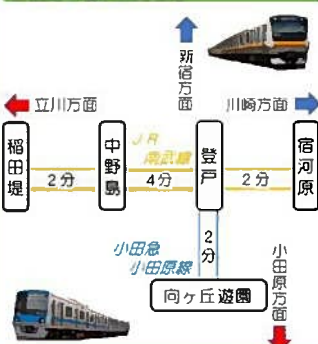 新宿方面
立川方面
川崎方面
JR
南武線
稲田堤
2分
中野島
4分
登戸
2分
宿河原
小田急
小田原線
2分
向ヶ丘遊園
小田原方面